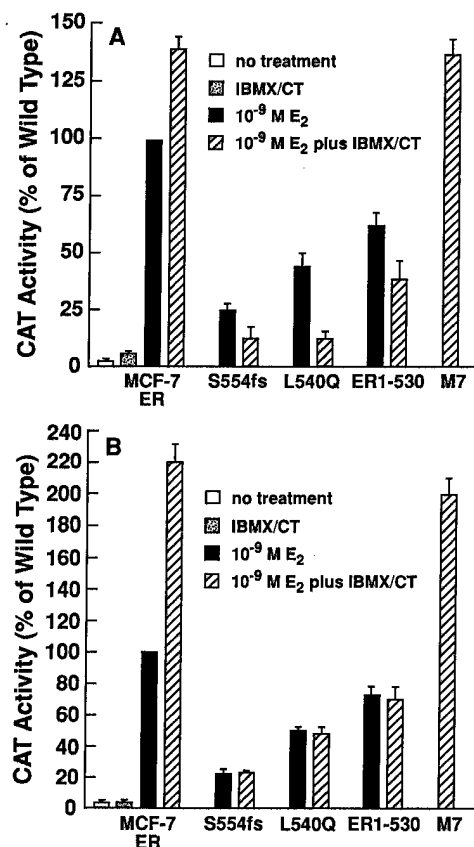 A
CAT Activity (% of Wild Type)
150
125
100
75
50
25
0
no treatment
IBMX/CT
10⁻⁹ M E₂
10⁻⁹ M E₂ plus IBMX/CT
MCF-7 ER
S554fs
L540Q
ER1-530
M7
B
CAT Activity (% of Wild Type)
240
220
200
180
160
140
120
100
80
60
40
20
0
no treatment
IBMX/CT
10⁻⁹ M E₂
10⁻⁹ M E₂ plus IBMX/CT
MCF-7 ER
S554fs
L540Q
ER1-530
M7